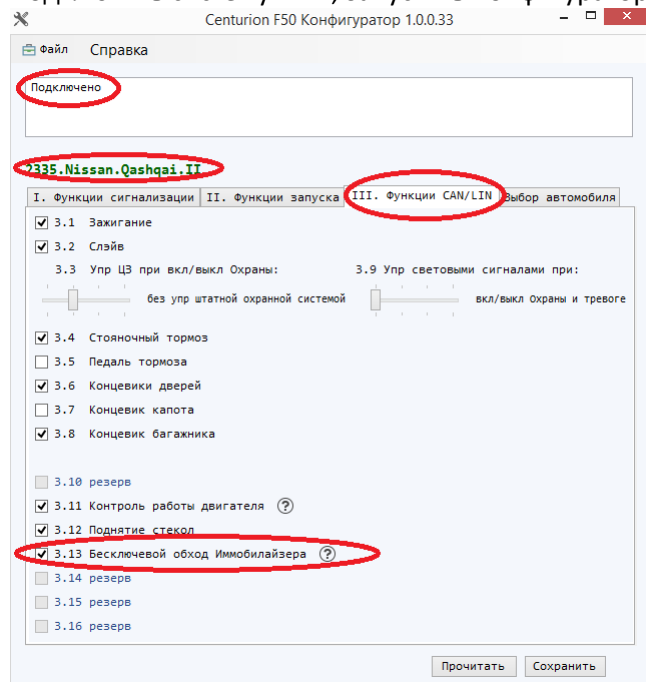 Centurion F50 Конфигуратор 1.0.0.33
Файл Справка
Подключено
2335.Nissan.Qashqai.II
I. Функции сигнализации II. Функции запуска III. Функции CAN/LIN Выбор автомобиля
3.1 Зажигание
3.2 Слэйв
3.3 Упр ЦЗ при вкл/выкл Охраны: 3.9 Упр световыми сигналами при:
без упр штатной охранной системой вкл/выкл Охраны и тревоге
3.4 Стояночный тормоз
3.5 Педаль тормоза
3.6 Концевики дверей
3.7 Концевик капота
3.8 Концевик багажника
3.10 резерв
3.11 Контроль работы двигателя ?
3.12 Поднятие стекол
3.13 Бесключевой обход Иммобилайзера ?
3.14 резерв
3.15 резерв
3.16 резерв
Прочитать Сохранить